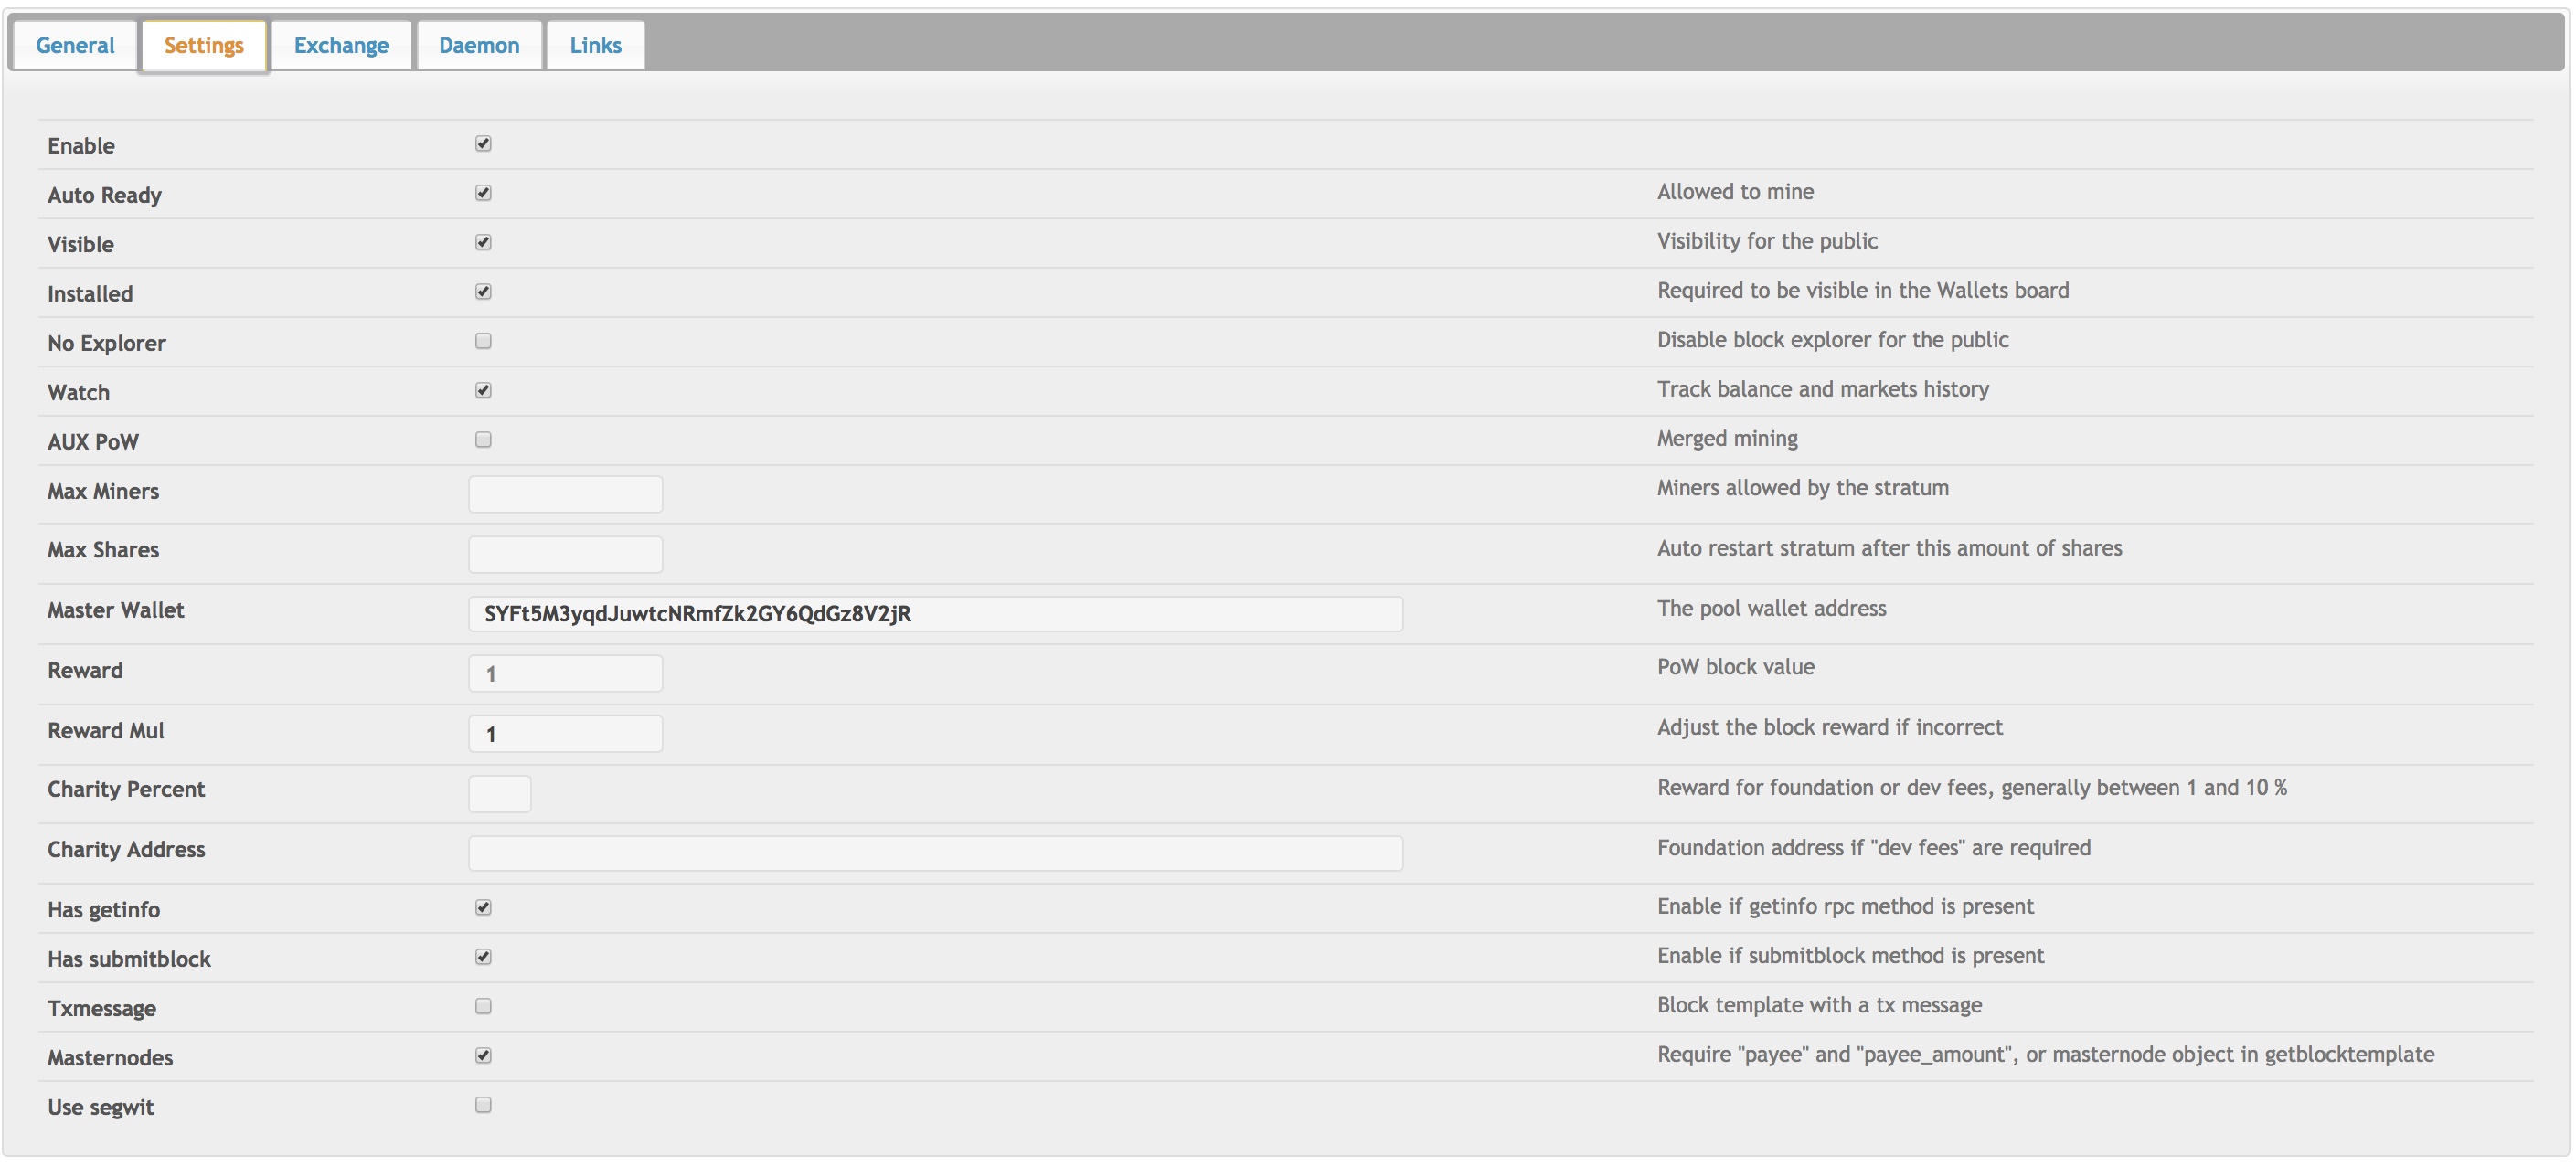 General Settings Exchange Daemon Links
Enable
Auto Ready Allowed to mine
Visible Visibility for the public
Installed Required to be visible in the Wallets board
No Explorer Disable block explorer for the public
Watch Track balance and markets history
AUX PoW Merged mining
Max Miners Miners allowed by the stratum
Max Shares Auto restart stratum after this amount of shares
Master Wallet SYFt5M3yqdJuwtcNRmfZk2GY6QdGz8V2jR The pool wallet address
Reward 1 PoW block value
Reward Mul 1 Adjust the block reward if incorrect
Charity Percent Reward for foundation or dev fees, generally between 1 and 10 %
Charity Address Foundation address if "dev fees" are required
Has getinfo Enable if getinfo rpc method is present
Has submitblock Enable if submitblock method is present
Txmessage Block template with a tx message
Masternodes Require "payee" and "payee_amount", or masternode object in getblocktemplate
Use segwit